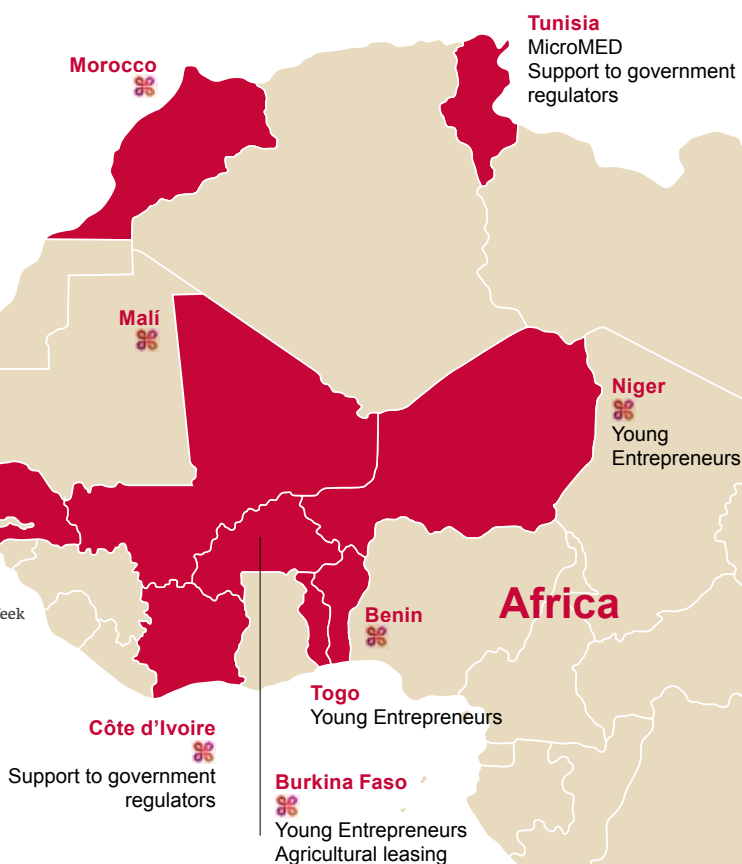 Tunisia
MicroMED
Support to government
regulators
Morocco
Malí
Niger
Young
Entrepreneurs
Africa
Benin
Togo
Young Entrepreneurs
Côte d'Ivoire
Support to government
regulators
Burkina Faso
Young Entrepreneurs
Agricultural leasing